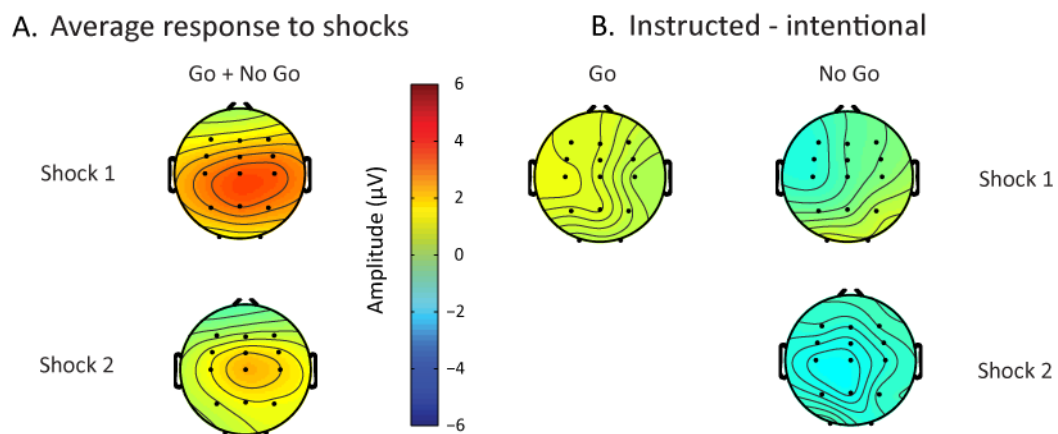 A. Average response to shocks
B. Instructed - intentional
Go + No Go
Go
No Go
Shock 1
Shock 1
Shock 2
Shock 2
Amplitude (μV)
6
4
2
0
−2
−4
−6